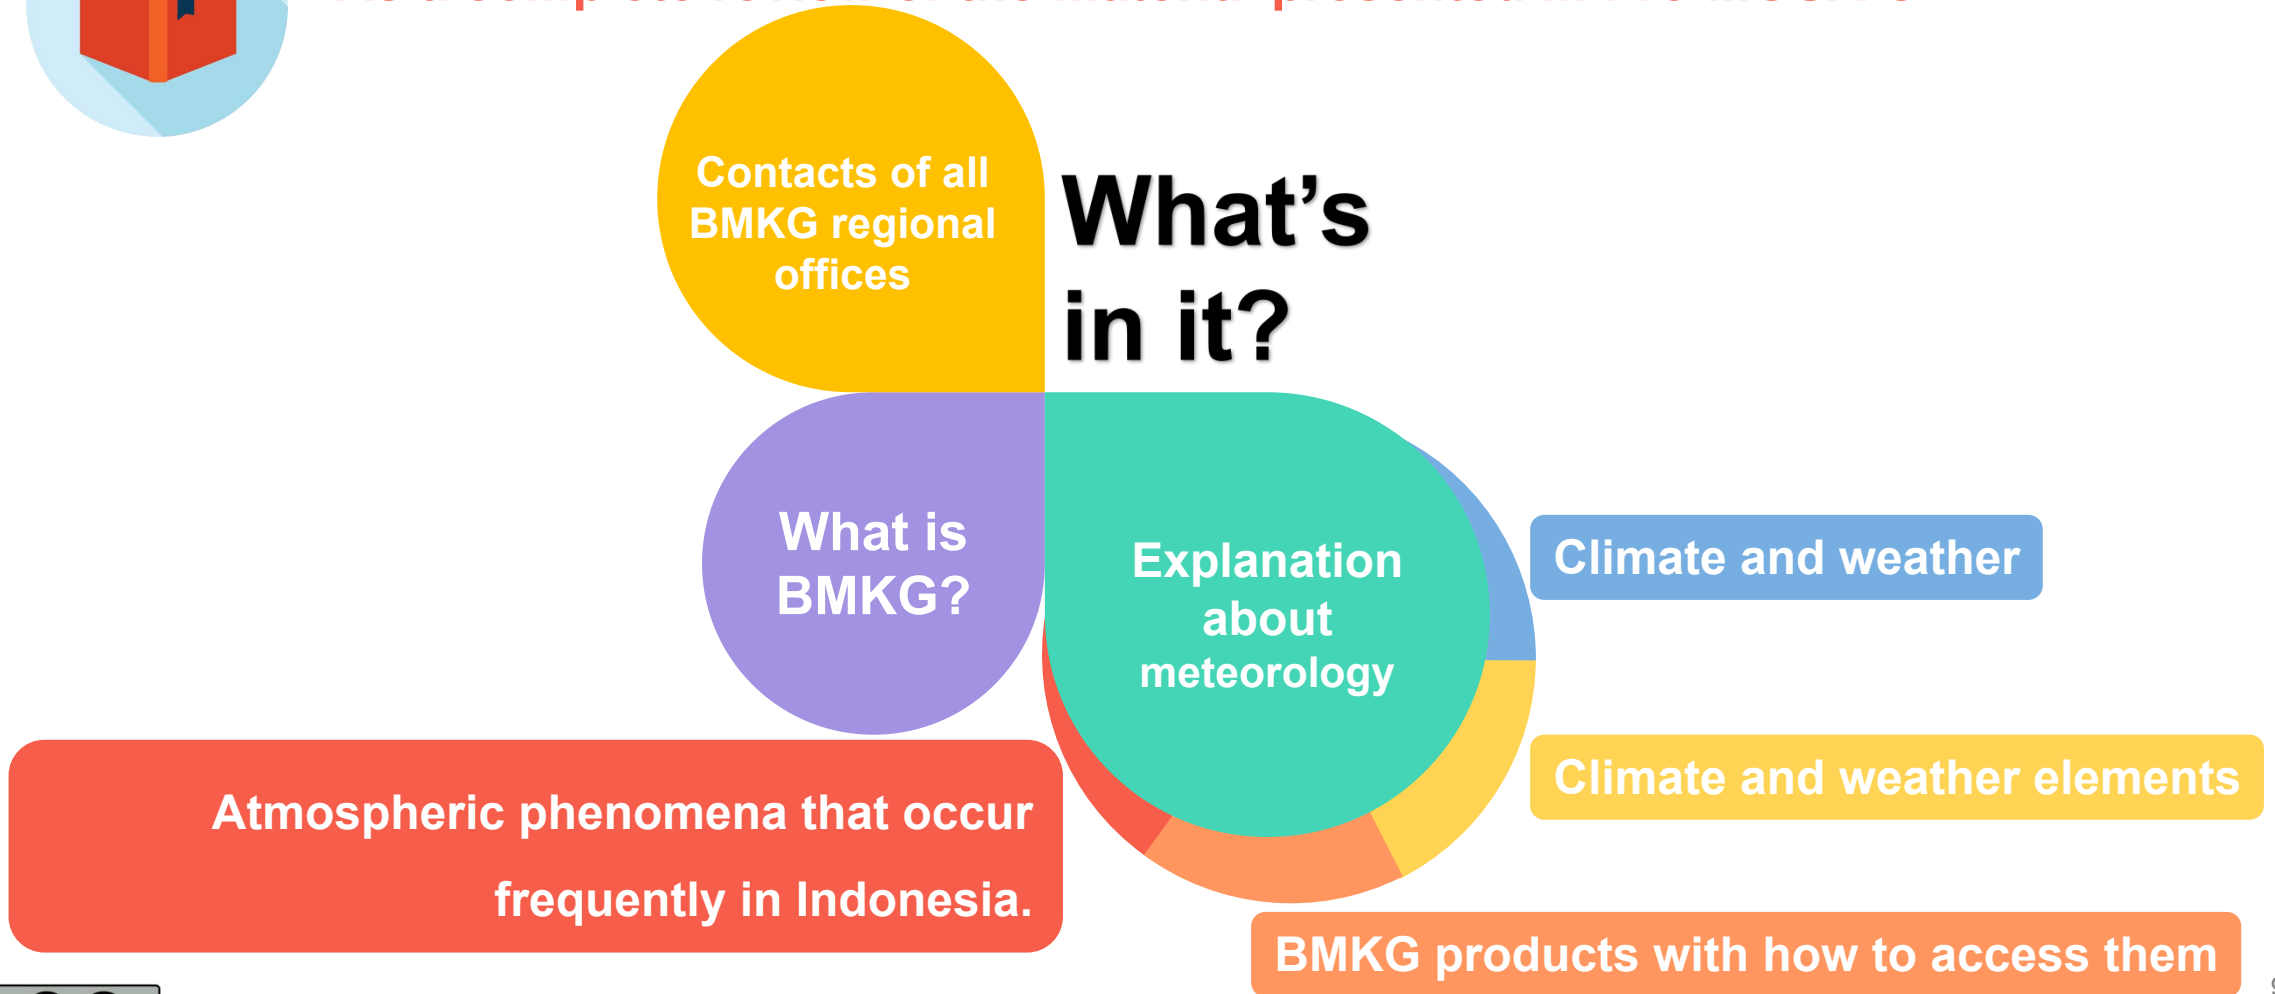 Contacts of all
BMKG regional
offices
What's
in it?
What is
BMKG?
Explanation
about
meteorology
Climate and weather
Climate and weather elements
Atmospheric phenomena that occur
frequently in Indonesia.
BMKG products with how to access them